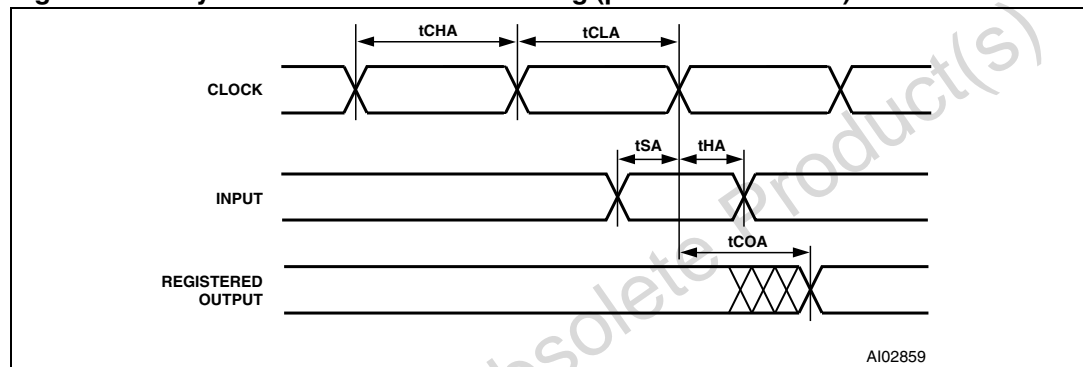 tCHA tCLA
CLOCK
tSA tHA
INPUT
tCOA
REGISTERED
OUTPUT
AI02859
Obsolete Product(s)